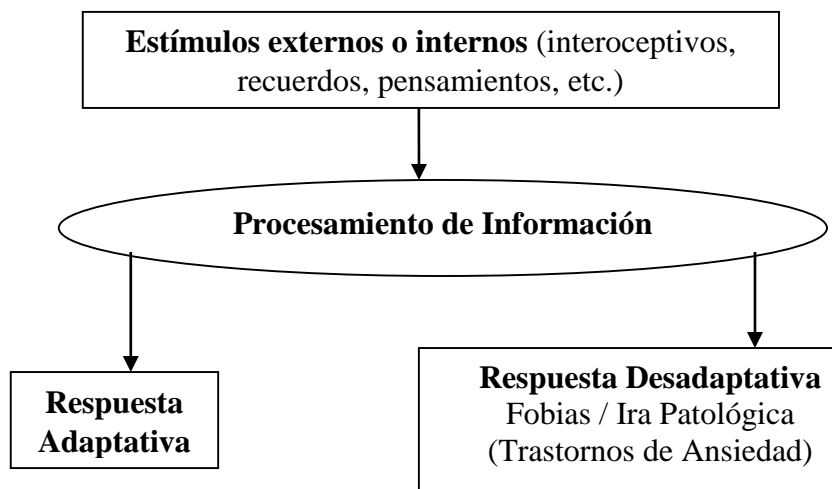 Estímulos externos o internos (interoceptivos,
recuerdos, pensamientos, etc.)
Procesamiento de Información
Respuesta
Adaptativa
Respuesta Desadaptativa
Fobias / Ira Patológica
(Trastornos de Ansiedad)